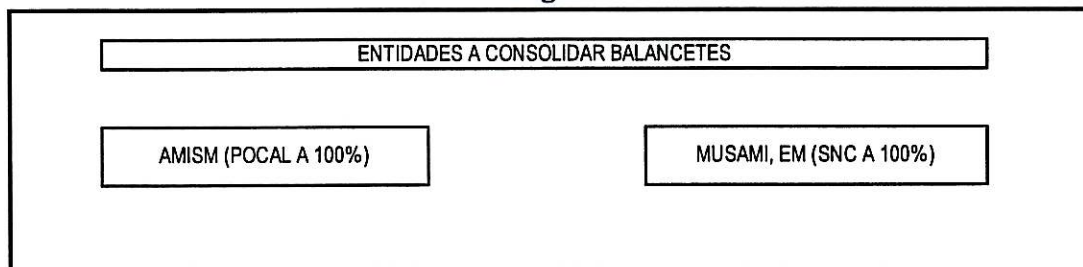 ENTIDADES A CONSOLIDAR BALANCETES
AMISM (POCAL A 100%)
MUSAMI, EM (SNC A 100%)